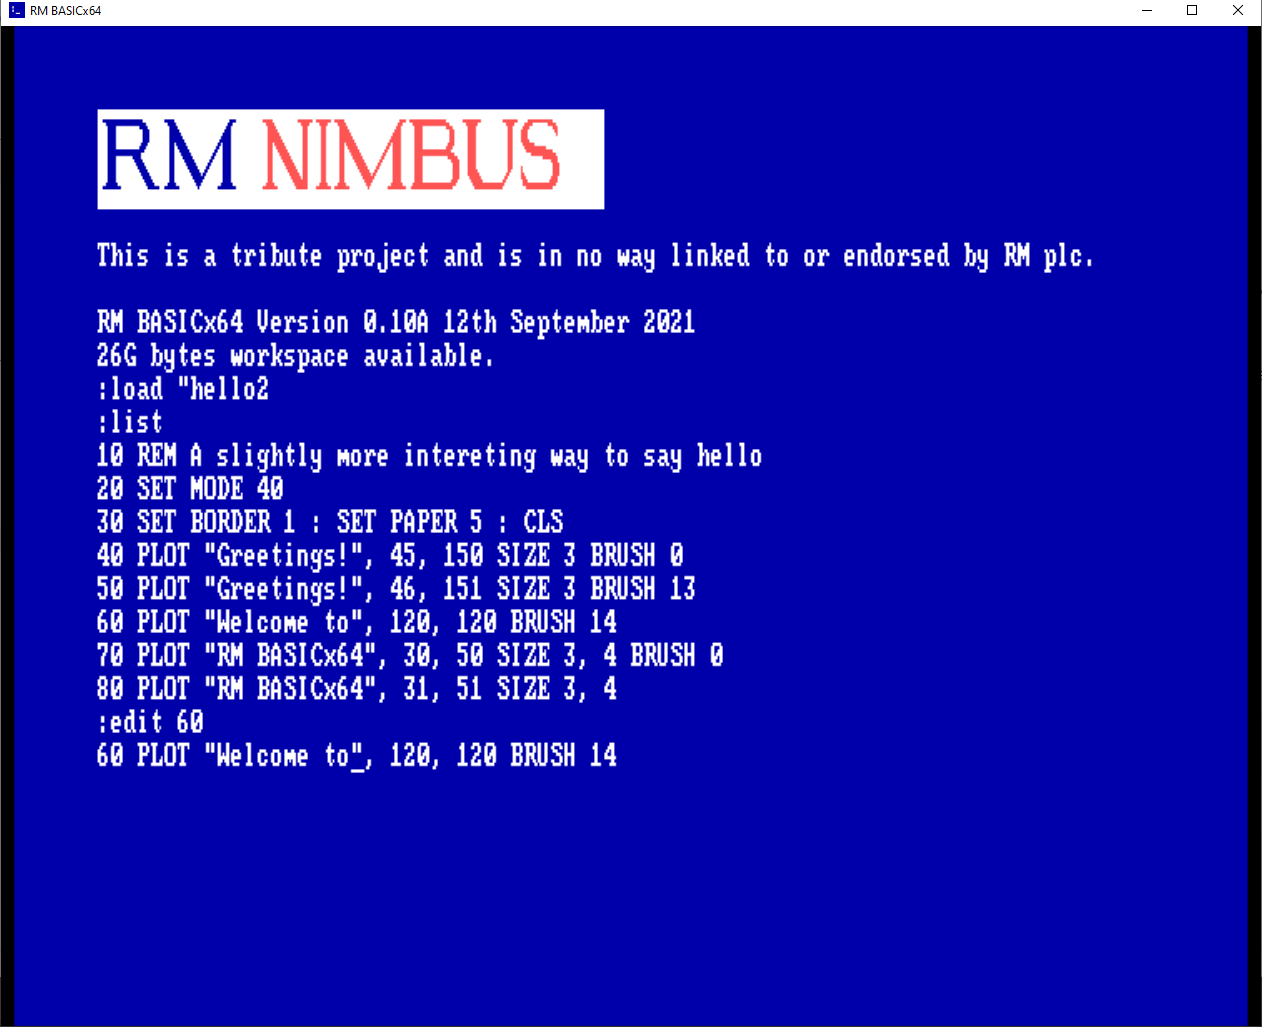 RM BASICx64
RM NIMBUS
This is a tribute project and is in no way linked to or endorsed by RM plc.
RM BASICx64 Version 0.10A 12th September 2021
26G bytes workspace available.
:load "hello2
:list
10 REM A slightly more intereting way to say hello
20 SET MODE 40
30 SET BORDER 1 : SET PAPER 5 : CLS
40 PLOT "Greetings!", 45, 150 SIZE 3 BRUSH 0
50 PLOT "Greetings!", 46, 151 SIZE 3 BRUSH 13
60 PLOT "Welcome to", 120, 120 BRUSH 14
70 PLOT "RM BASICx64", 30, 50 SIZE 3, 4 BRUSH 0
80 PLOT "RM BASICx64", 31, 51 SIZE 3, 4
:edit 60
60 PLOT "Welcome to", 120, 120 BRUSH 14